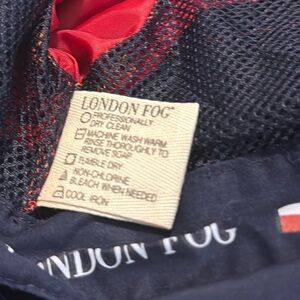 LONDON FOG®
PROFESSIONALLY
DRY CLEAN
MACHINE WASH WARM
RINSE THOROUGHLY TO
REMOVE SOAP
TUMBLE DRY
NON-CHLORINE
BLEACH WHEN NEEDED
COOL IRON
LONDON FOG